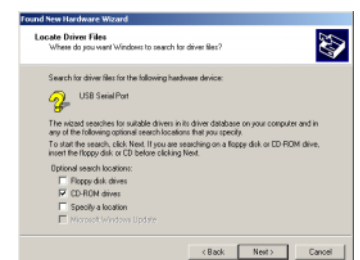 Found New Hardware Wizard
Locate Driver Files
Where do you want Windows to search for driver files?
Search for driver files for the following hardware device:
USB Serial Port
The wizard searches for suitable drivers in its driver database on your computer and in
any of the following optional search locations that you specify.
To start the search, click Next. If you are searching on a floppy disk or CD-ROM drive,
insert the floppy disk or CD before clicking Next.
Optional search locations:
Floppy disk drives
CD-ROM drives
Specify a location
Microsoft Windows Update
< Back
Next >
Cancel